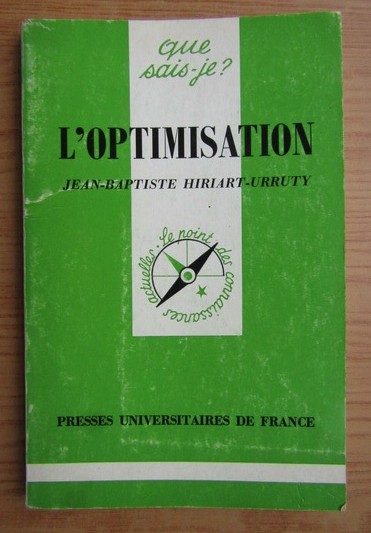 que
sais-je?
L'OPTIMISATION
JEAN-BAPTISTE HIRIART-URRUTY
Le point des connaissances actuelles.
PRESSES UNIVERSITAIRES DE FRANCE